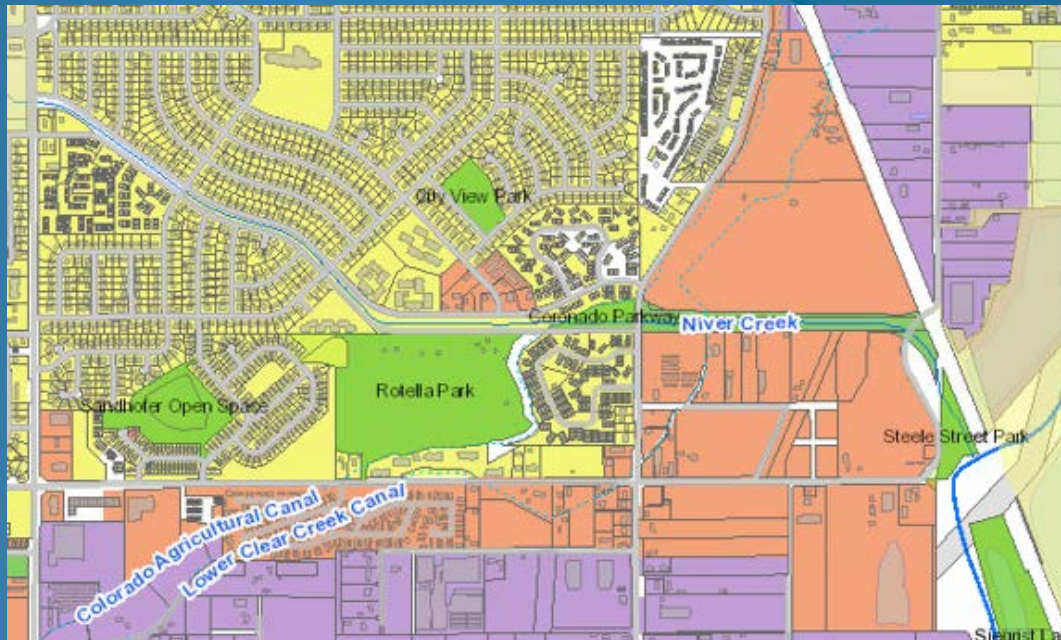 City View Park
Coronado Parkway
Niver Creek
Rotella Park
Sandhofer Open Space
Steele Street Park
Colorado Agricultural Canal
Lower Clear Creek Canal